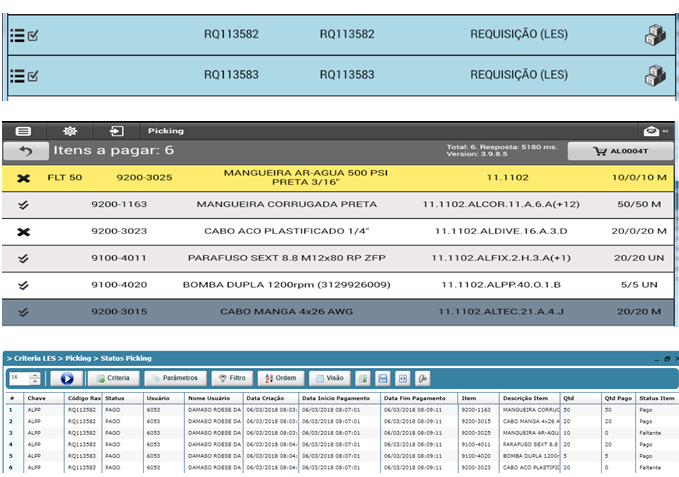 RQ113582 RQ113582 REQUISIÇÃO (LES)
RQ113583 RQ113583 REQUISIÇÃO (LES)
Picking
Itens a pagar: 6
Total: 6. Resposta: 5180 ms.
Version: 3.9.8.5
AL0004T
FLT 50 9200-3025 MANGUEIRA AR-AGUA 500 PSI PRETA 3/16" 11.1102 10/0/10 M
9200-1163 MANGUEIRA CORRUGADA PRETA 11.1102.ALCOR.11.A.6.A(+12) 50/50 M
9200-3023 CABO ACO PLASTIFICADO 1/4" 11.1102.ALDIVE.16.A.3.D 20/0/20 M
9100-4011 PARAFUSO SEXT 8.8 M12x80 RP ZFP 11.1102.ALFIX.2.H.3.A(+1) 20/20 UN
9100-4020 BOMBA DUPLA 1200rpm (3129926009) 11.1102.ALPP.40.O.1.B 5/5 UN
9200-3015 CABO MANGA 4x26 AWG 11.1102.ALTEC.21.A.4.J 20/20 M
> Criteria LES > Picking > Status Picking
16 Criteria Parâmetros Filtro Ordem Visão
# Chave Código Ras Status Usuário Nome Usuário Data Criação Data Início Pagamento Data Fim Pagamento Item Descrição Item Qtd Qtd Pago Status Item
1 ALPP RQ113582 PAGO 6053 DAMASO ROESE DA 06/03/2018 08:03: 06/03/2018 08:07:01 06/03/2018 08:09:11 9200-1163 MANGUEIRA CORRUC 50 50 Pago
2 ALPP RQ113582 PAGO 6053 DAMASO ROESE DA 06/03/2018 08:03: 06/03/2018 08:07:01 06/03/2018 08:09:11 9200-3015 CABO MANGA 4x26 A 20 20 Pago
3 ALPP RQ113582 PAGO 6053 DAMASO ROESE DA 06/03/2018 08:03: 06/03/2018 08:07:01 06/03/2018 08:09:11 9200-3025 MANGUEIRA AR-AGU 10 0 Faltante
4 ALPP RQ113583 PAGO 6053 DAMASO ROESE DA 06/03/2018 08:04: 06/03/2018 08:07:01 06/03/2018 08:09:11 9100-4011 PARAFUSO SEXT 8.8 20 20 Pago
5 ALPP RQ113583 PAGO 6053 DAMASO ROESE DA 06/03/2018 08:04: 06/03/2018 08:07:01 06/03/2018 08:09:11 9100-4020 BOMBA DUPLA 1200r 5 5 Pago
6 ALPP RQ113583 PAGO 6053 DAMASO ROESE DA 06/03/2018 08:04: 06/03/2018 08:07:01 06/03/2018 08:09:11 9200-3023 CABO ACO PLASTIFIC 20 0 Faltante